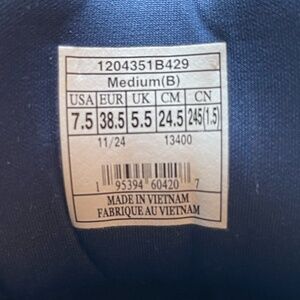 1204351B429
Medium(B)
USA EUR UK CM CN
7.5 38.5 5.5 24.5 245(1.5)
11/24 13400
1 95394 60420 7
MADE IN VIETNAM
FABRIQUE AU VIETNAM